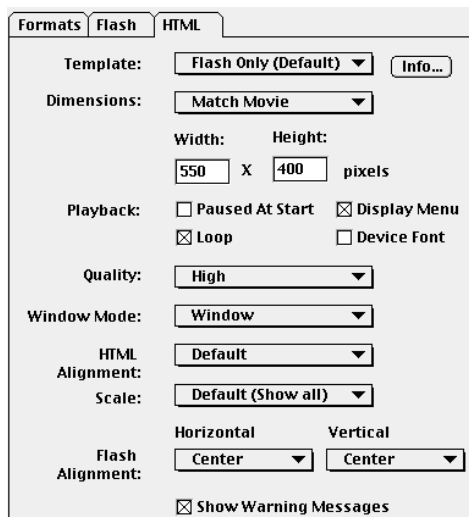 Formats Flash HTML
Template: Flash Only (Default) Info...
Dimensions: Match Movie
Width: Height:
550 X 400 pixels
Playback: Paused At Start Display Menu
Loop Device Font
Quality: High
Window Mode: Window
HTML Default
Alignment:
Scale: Default (Show all)
Horizontal Vertical
Flash Center Center
Alignment:
Show Warning Messages